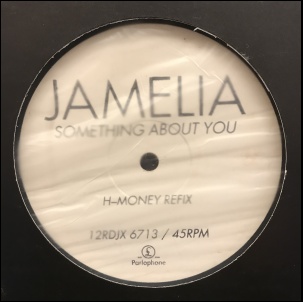 JAMELIA
SOMETHING ABOUT YOU
H-MONEY REFIX
12RDJX 6713 / 45RPM
Parlophone